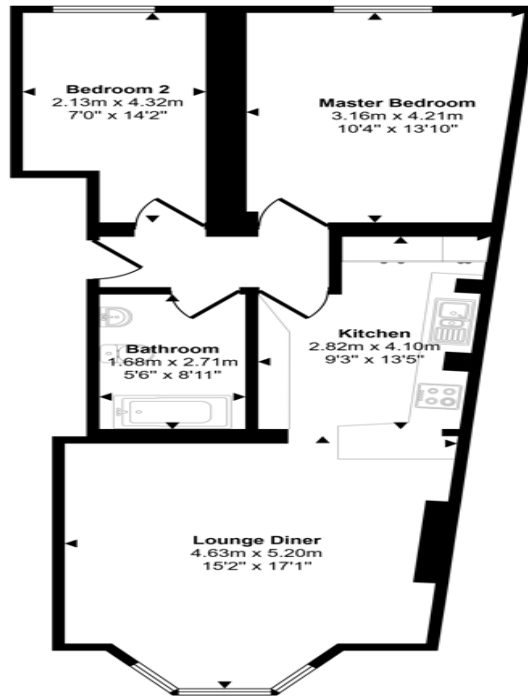 Bedroom 2
2.13m x 4.32m
7'0" x 14'2"
Master Bedroom
3.16m x 4.21m
10'4" x 13'10"
Kitchen
2.82m x 4.10m
9'3" x 13'5"
Bathroom
1.68m x 2.71m
5'6" x 8'11"
Lounge Diner
4.63m x 5.20m
15'2" x 17'1"